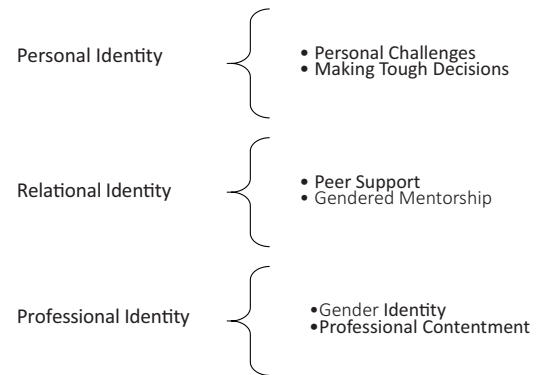 Personal Identity
• Personal Challenges
• Making Tough Decisions
Relational Identity
• Peer Support
• Gendered Mentorship
Professional Identity
•Gender Identity
•Professional Contentment